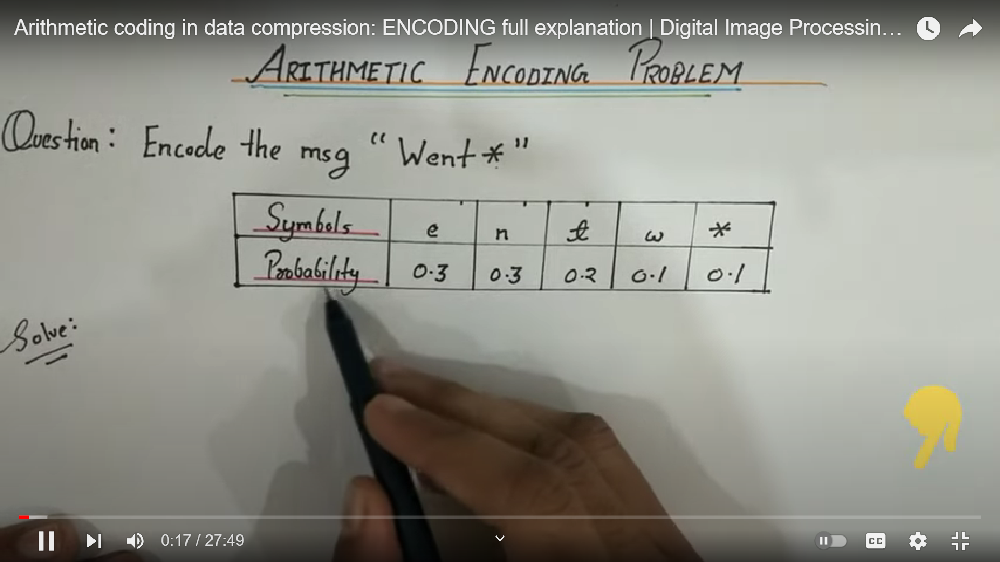 Arithmetic coding in data compression: ENCODING full explanation | Digital Image Processin…
ARITHMETIC ENCODING PROBLEM
Question: Encode the msg "Went*"
Symbols e n t w *
Probability 0.3 0.3 0.2 0.1 0.1
Solve:
0:17 / 27:49
CC